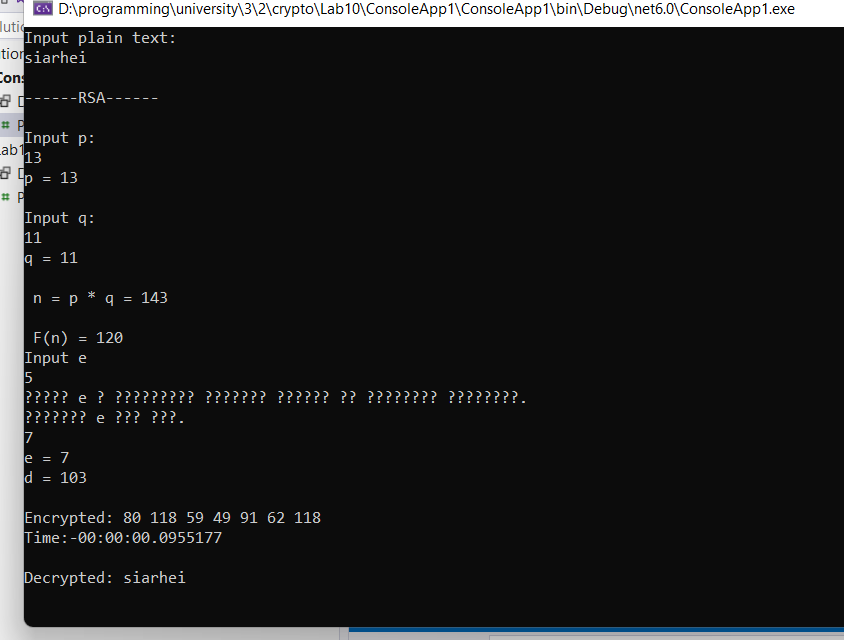 D:\programming\university\3\2\crypto\Lab10\ConsoleApp1\ConsoleApp1\bin\Debug\net6.0\ConsoleApp1.exe
Input plain text:
siarhei
------RSA------
Input p:
13
p = 13
Input q:
11
q = 11
n = p * q = 143
F(n) = 120
Input e
5
????? e ? ????????? ??????? ?????? ?? ???????? ????????.
??????? e ??? ???.
7
e = 7
d = 103
Encrypted: 80 118 59 49 91 62 118
Time:-00:00:00.0955177
Decrypted: siarhei